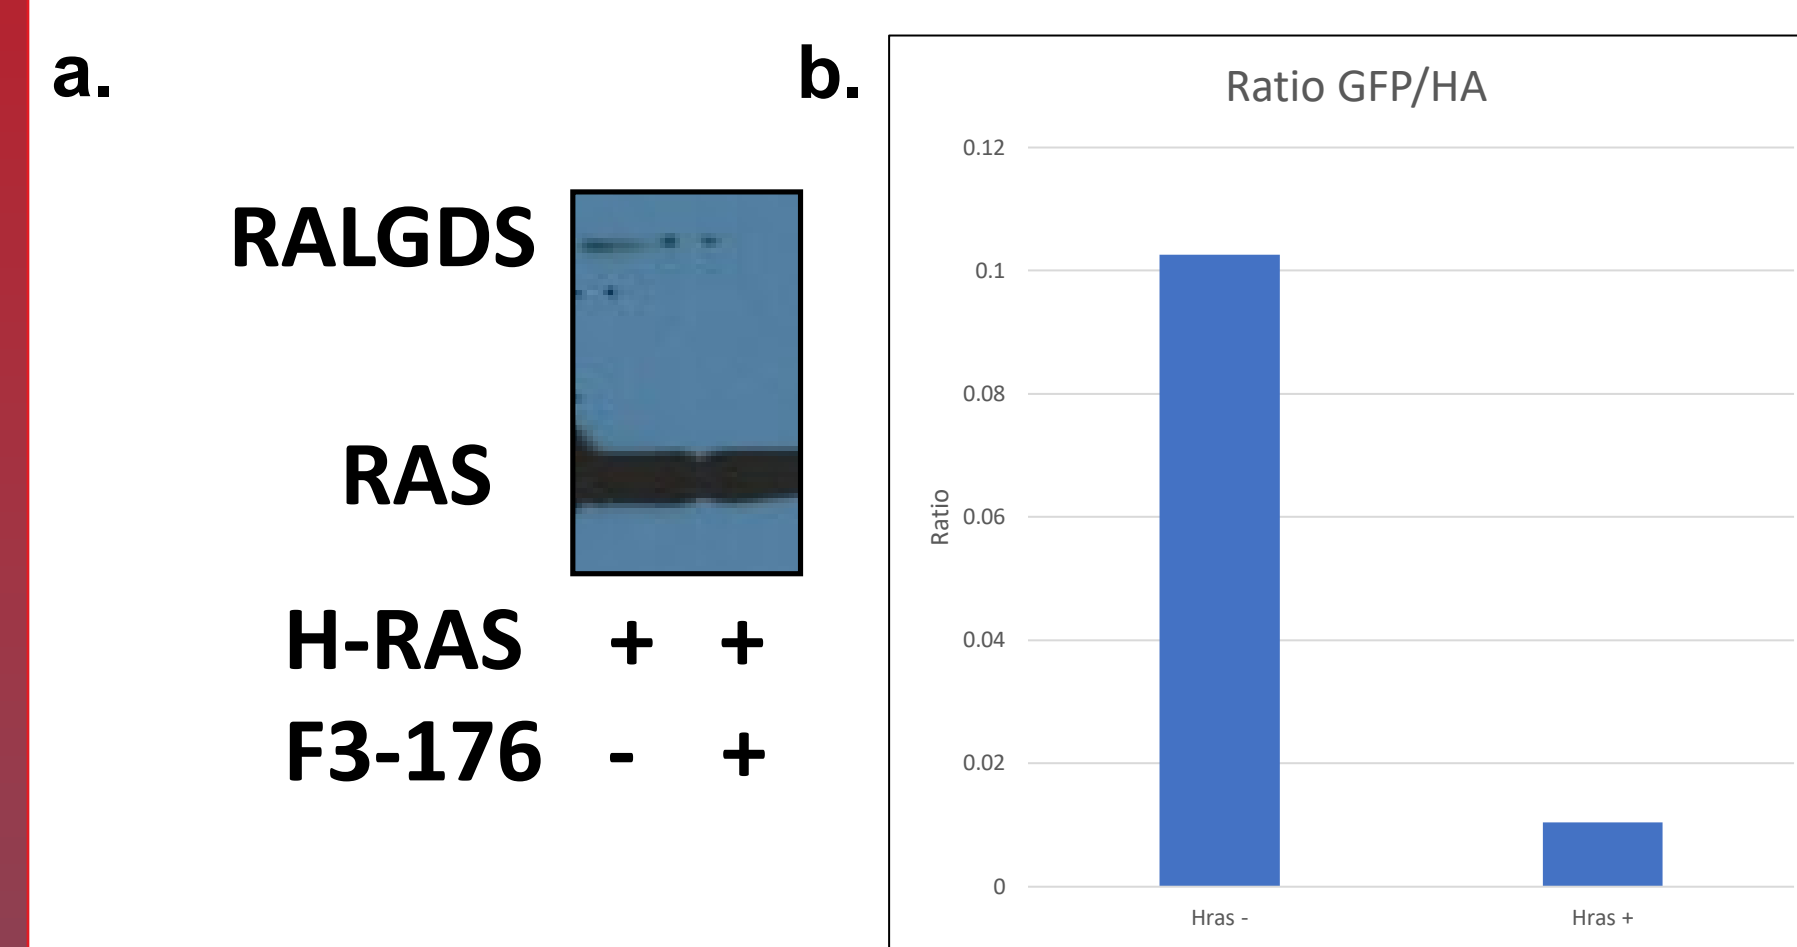 a.
RALGDS
RAS
H-RAS + +
F3-176 - +
b.
Ratio GFP/HA
0.12
0.1
0.08
0.06
0.04
0.02
0
Ratio
Hras -
Hras +